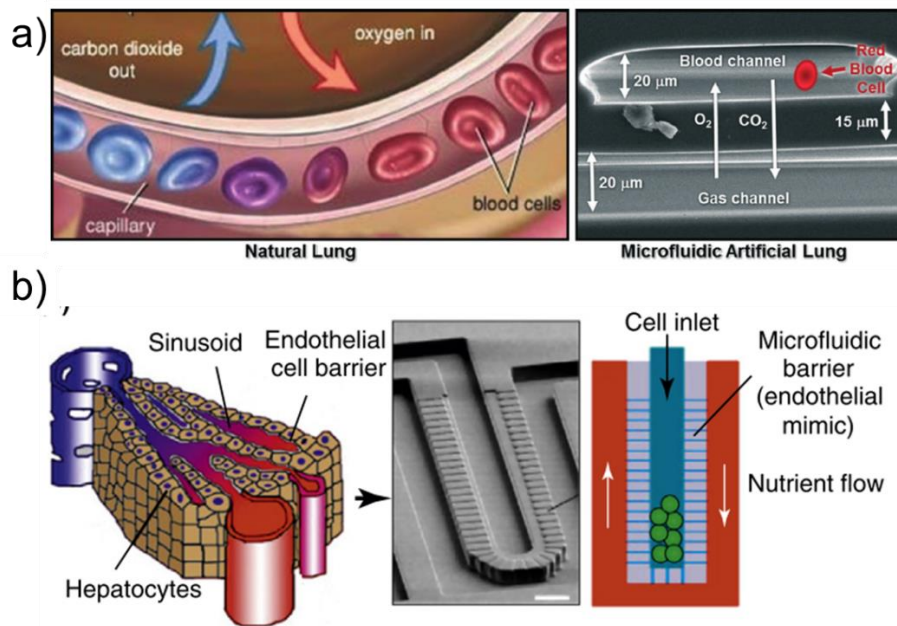 a)
carbon dioxide
out
oxygen in
capillary
blood cells
Natural Lung
Blood channel
Red
Blood
Cell
20 µm
O₂
CO₂
15 µm
20 µm
Gas channel
Microfluidic Artificial Lung
b)
Sinusoid
Endothelial
cell barrier
Hepatocytes
Cell inlet
Microfluidic
barrier
(endothelial
mimic)
Nutrient flow